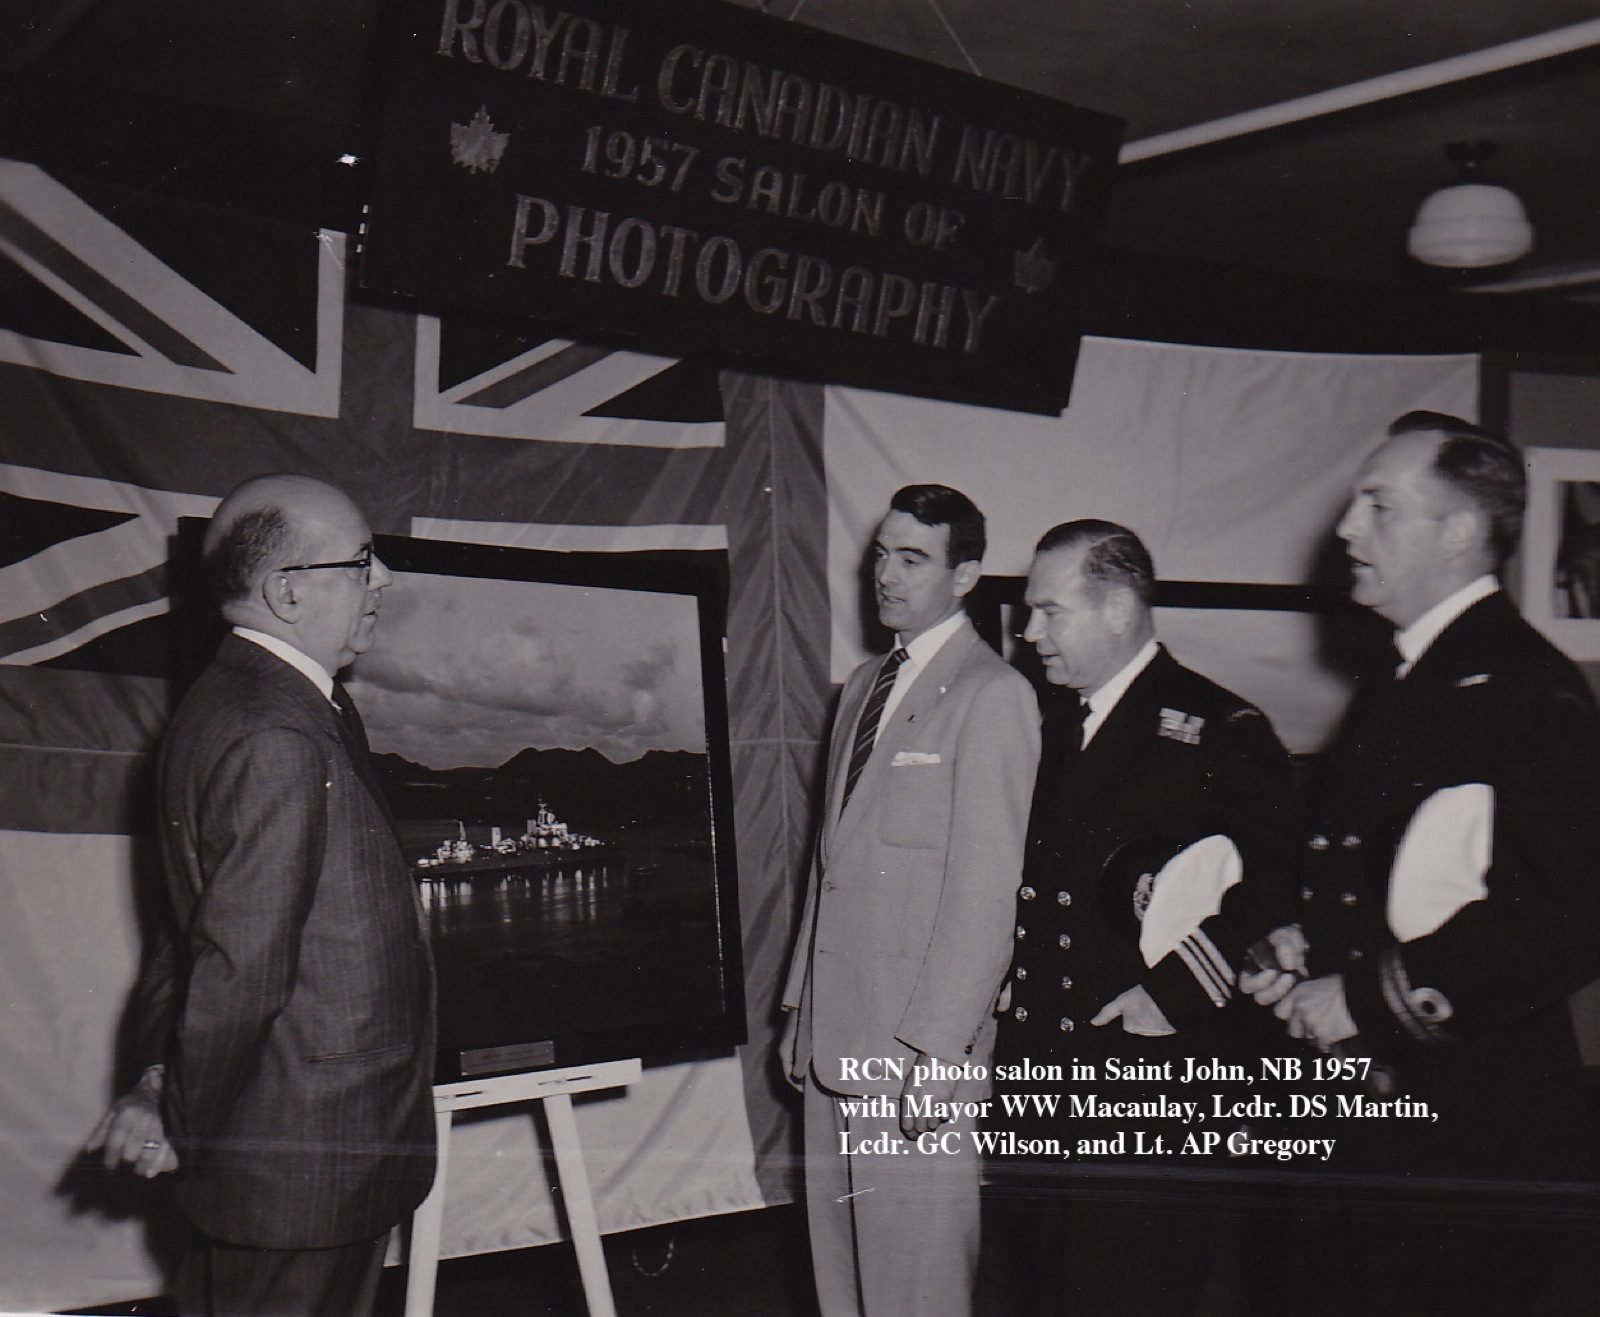 ROYAL CANADIAN NAVY
1957 SALON OF
PHOTOGRAPHY
RCN photo salon in Saint John, NB 1957
with Mayor WW Macaulay, Lcdr. DS Martin,
Lcdr. GC Wilson, and Lt. AP Gregory